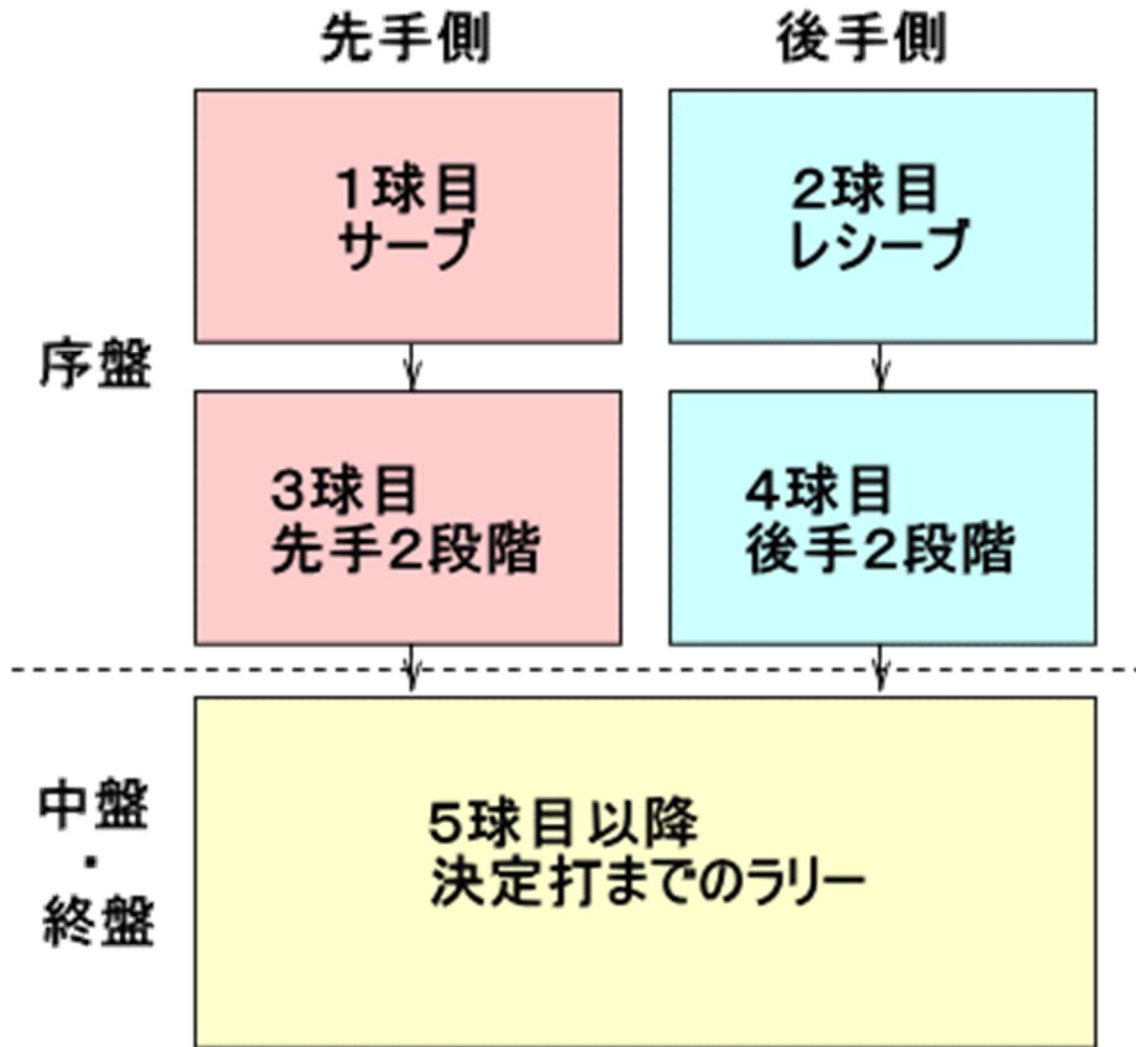 先手側
後手側
1球目
サーブ
2球目
レシーブ
序盤
3球目
先手2段階
4球目
後手2段階
中盤
・
終盤
5球目以降
決定打までのラリー